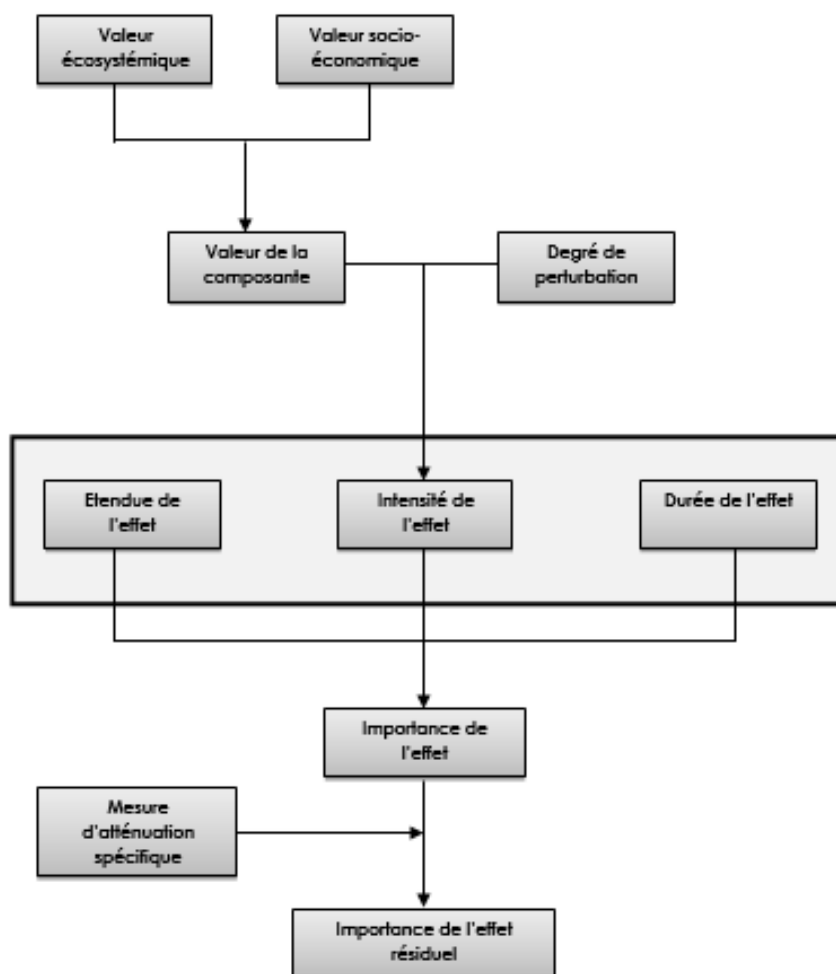 Valeur
écosystémique
Valeur socio-
économique
Valeur de la
composante
Degré de
perturbation
Etendue de
l'effet
Intensité de
l'effet
Durée de l'effet
Importance de
l'effet
Mesure
d'atténuation
spécifique
Importance de l'effet
résiduel